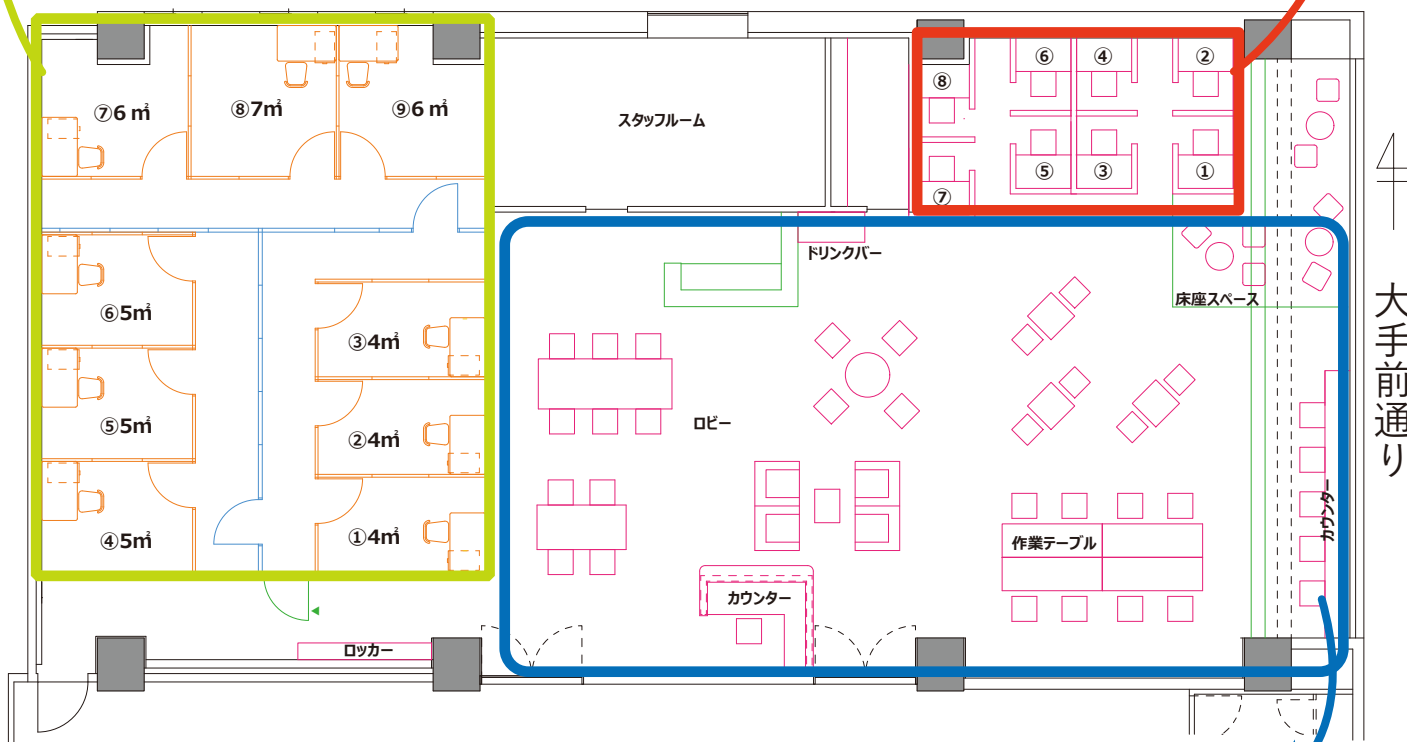 ⑦6㎡
⑧7㎡
⑨6㎡
スタッフルーム
⑧
⑥
④
②
⑦
⑤
③
①
ドリンクバー
床座スペース
大手前通り
⑥5㎡
⑤5㎡
④5㎡
③4㎡
②4㎡
①4㎡
ロビー
作業テーブル
カウンター
カウンター
ロッカー